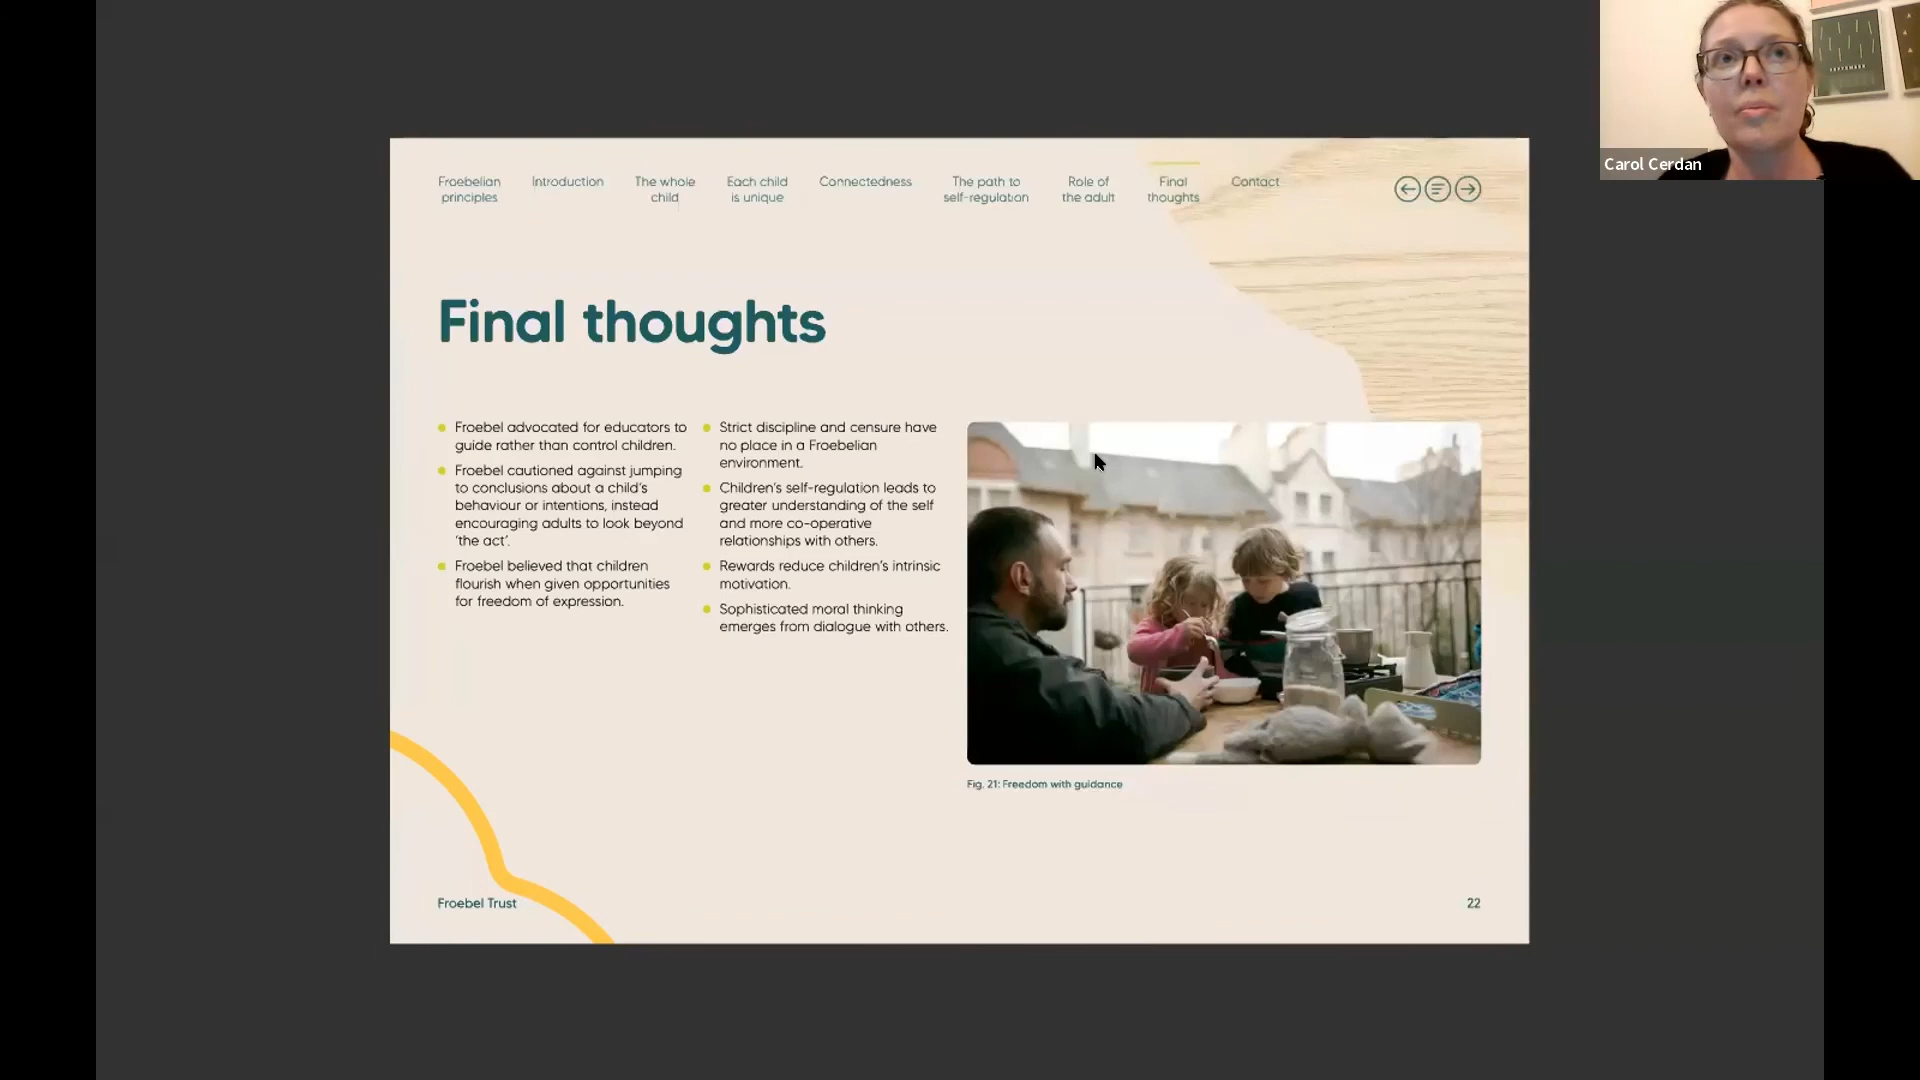 Carol Cerdan
Froebelian
principles
Introduction
The whole
child
Each child
is unique
Connectedness
The path to
self-regulation
Role of
the adult
Final
thoughts
Contact
Final thoughts
Froebel advocated for educators to
guide rather than control children.
Froebel cautioned against jumping
to conclusions about a child's
behaviour or intentions, instead
encouraging adults to look beyond
'the act'.
Froebel believed that children
flourish when given opportunities
for freedom of expression.
Strict discipline and censure have
no place in a Froebelian
environment.
Children's self-regulation leads to
greater understanding of the self
and more co-operative
relationships with others.
Rewards reduce children's intrinsic
motivation.
Sophisticated moral thinking
emerges from dialogue with others.
Fig. 21: Freedom with guidance
Froebel Trust
22